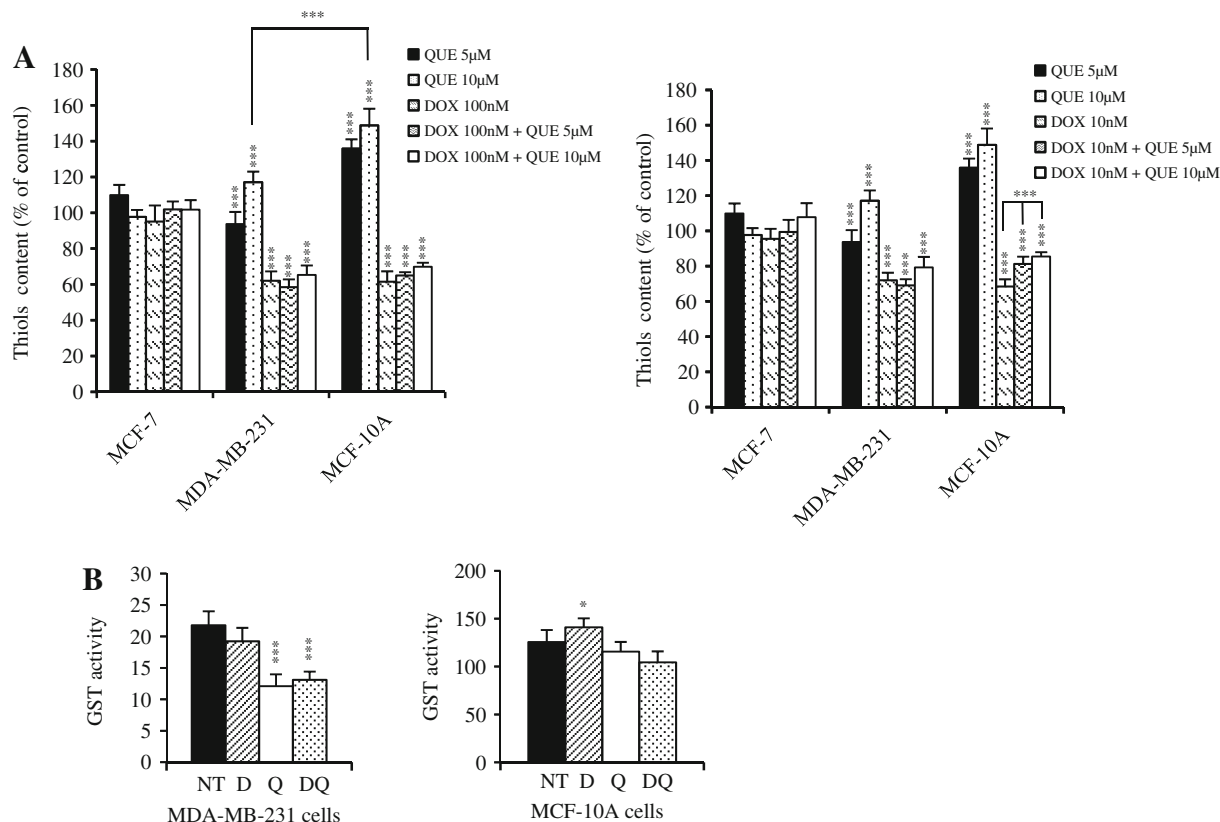 ***
A
Thiols content (% of control)
180
160
140
120
100
80
60
40
20
0
*** *** *** *** *** *** *** *** *** ***
QUE 5µM
QUE 10µM
DOX 100nM
DOX 100nM + QUE 5µM
DOX 100nM + QUE 10µM
MCF-7
MDA-MB-231
MCF-10A
Thiols content (% of control)
180
160
140
120
100
80
60
40
20
0
*** *** *** *** *** *** *** *** *** ***
***
QUE 5µM
QUE 10µM
DOX 10nM
DOX 10nM + QUE 5µM
DOX 10nM + QUE 10µM
MCF-7
MDA-MB-231
MCF-10A
B
GST activity
30
25
20
15
10
5
0
*** ***
NT D Q DQ
MDA-MB-231 cells
GST activity
200
150
100
50
0
*
NT D Q DQ
MCF-10A cells